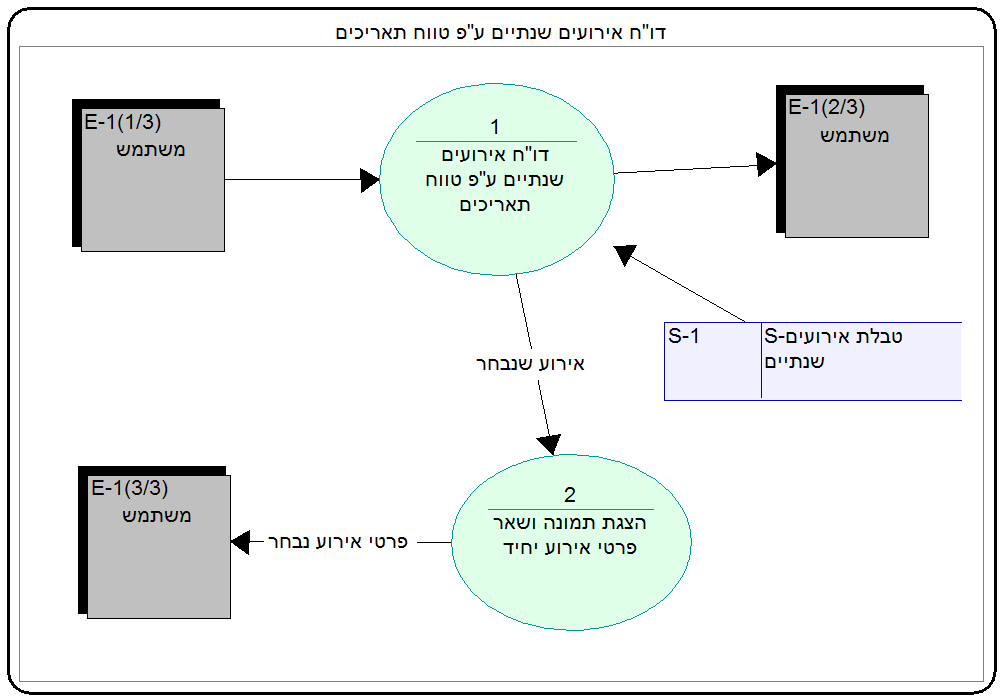 דו"ח אירועים שנתיים ע"פ טווח תאריכים
E-1(1/3)
משתמש
1
דו"ח אירועים
שנתיים ע"פ טווח
תאריכים
E-1(2/3)
משתמש
S-1
S-טבלת אירועים
שנתיים
אירוע שנבחר
E-1(3/3)
משתמש
פרטי אירוע נבחר
2
הצגת תמונה ושאר
פרטי אירוע יחיד